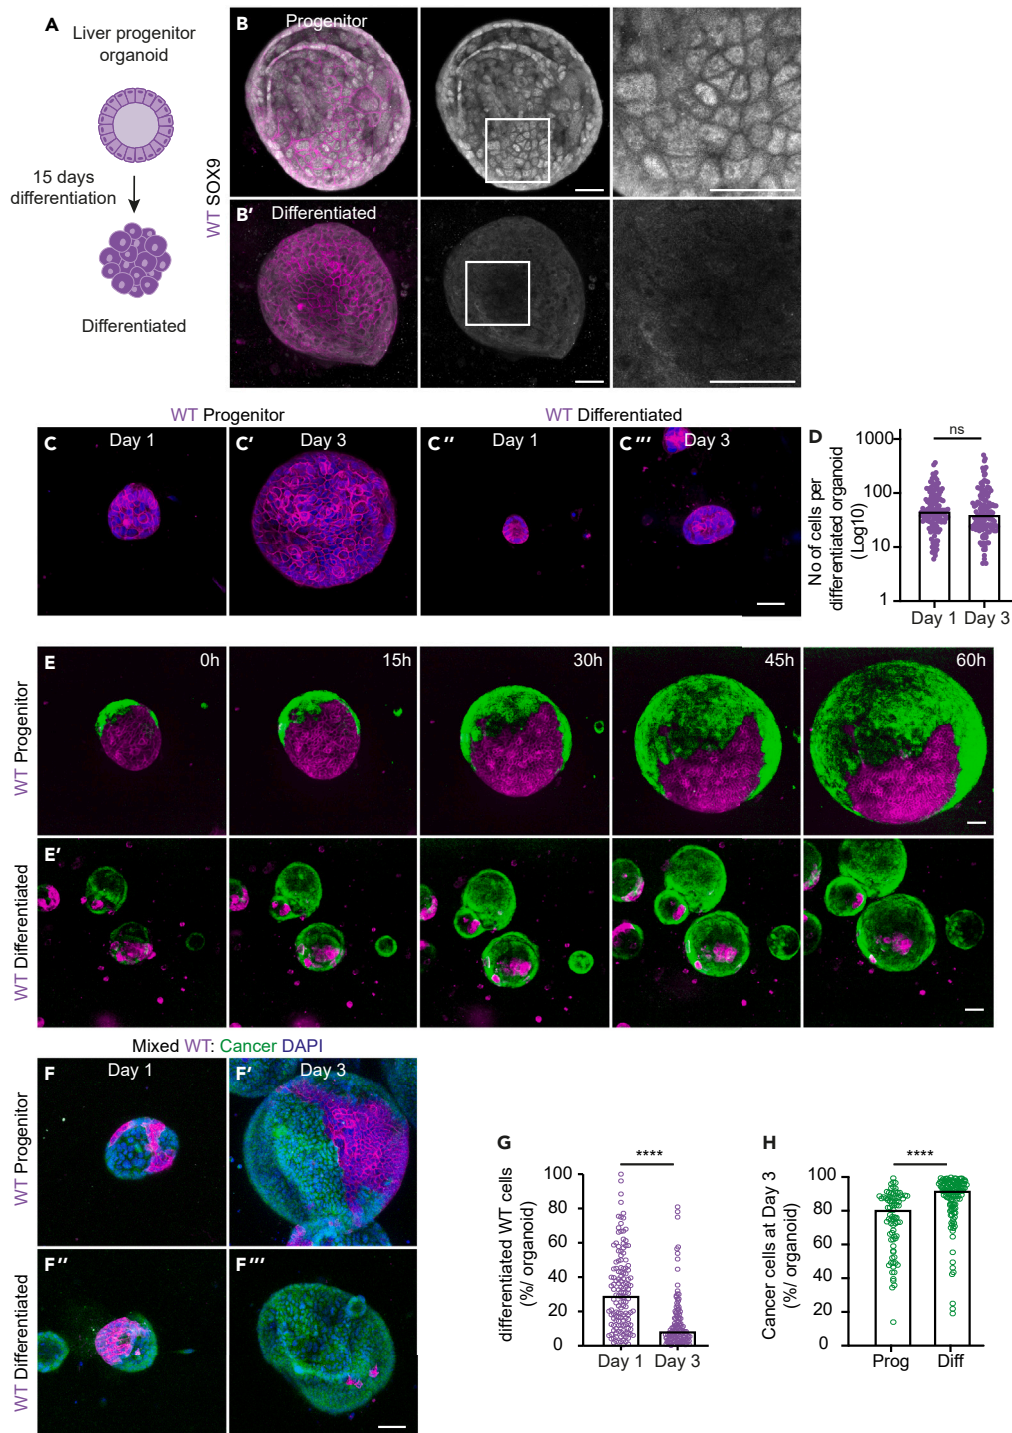 A
Liver progenitor
organoid
15 days
differentiation
Differentiated
WT SOX9
B
Progenitor
B'
Differentiated
WT Progenitor
WT Differentiated
C
Day 1
C'
Day 3
C''
Day 1
C'''
Day 3
D
ns
No of cells per
differentiated organoid
(Log10)
1000
100
10
1
Day 1
Day 3
WT Progenitor
E
0h
15h
30h
45h
60h
WT Differentiated
E'
Mixed WT: Cancer DAPI
WT Progenitor
F
Day 1
F'
Day 3
WT Differentiated
F''
F'''
G
****
differentiated WT cells
(%/ organoid)
100
80
60
40
20
0
Day 1
Day 3
H
****
Cancer cells at Day 3
(%/ organoid)
100
80
60
40
20
0
Prog
Diff